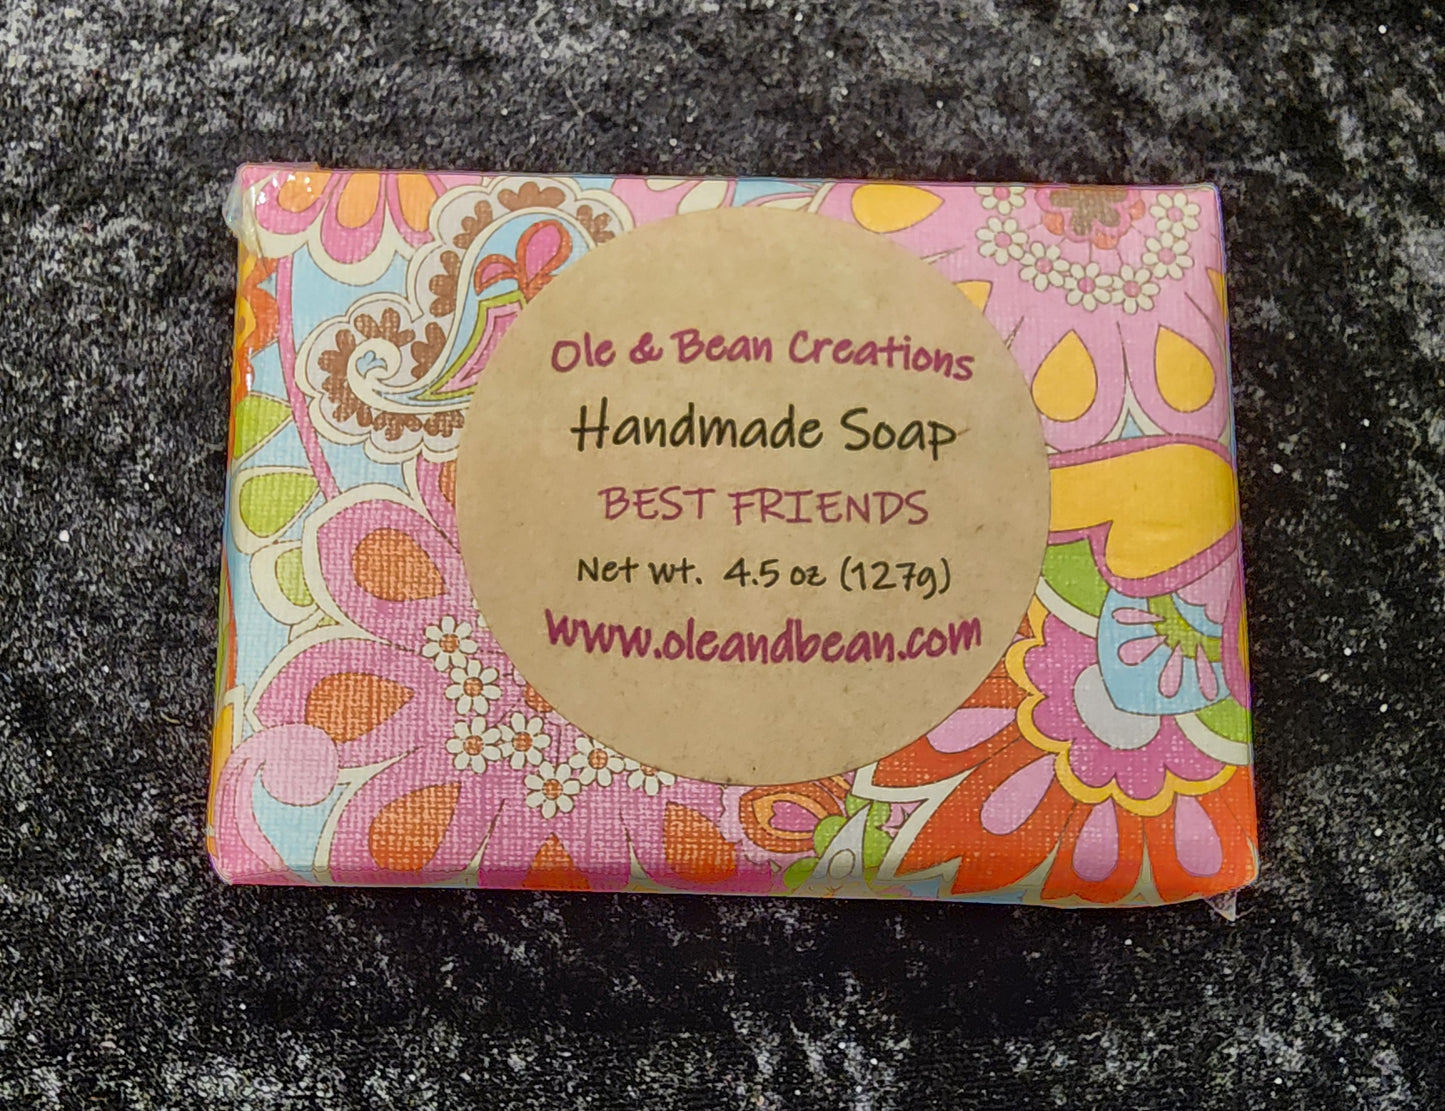 Ole & Bean Creations
Handmade Soap
BEST FRIENDS
Net wt. 4.5 oz (127g)
www.oleandbean.com